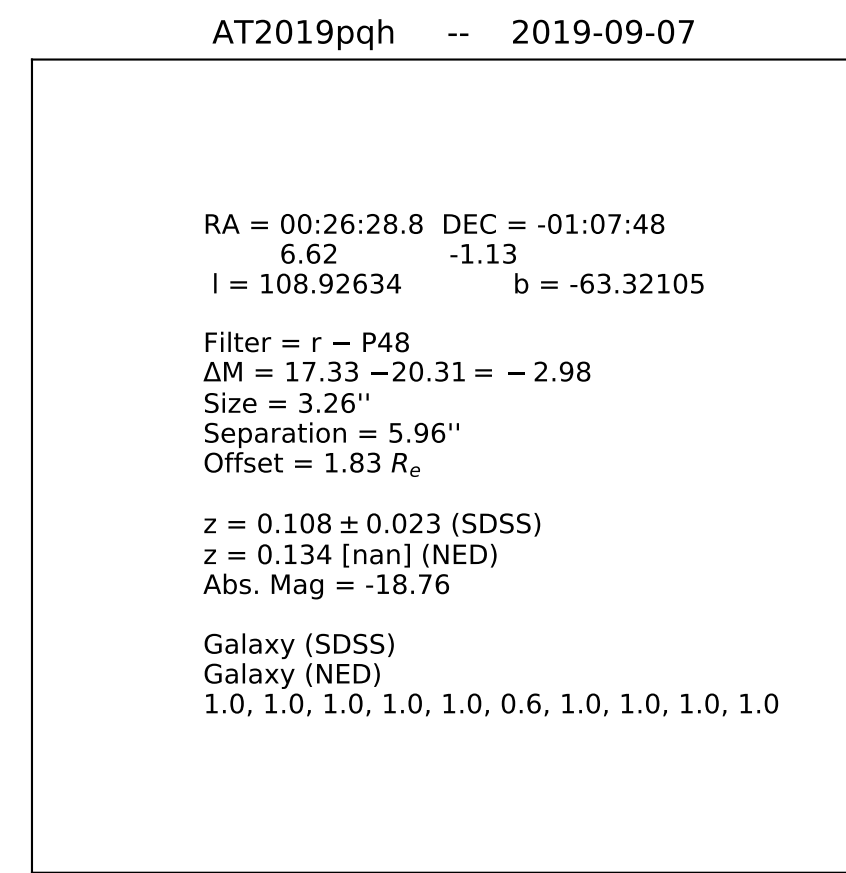 AT2019pqh -- 2019-09-07
RA = 00:26:28.8 DEC = -01:07:48
6.62 -1.13
l = 108.92634 b = -63.32105
Filter = r − P48
ΔM = 17.33 −20.31 = − 2.98
Size = 3.26''
Separation = 5.96''
Offset = 1.83 Re
z = 0.108 ± 0.023 (SDSS)
z = 0.134 [nan] (NED)
Abs. Mag = -18.76
Galaxy (SDSS)
Galaxy (NED)
1.0, 1.0, 1.0, 1.0, 1.0, 0.6, 1.0, 1.0, 1.0, 1.0